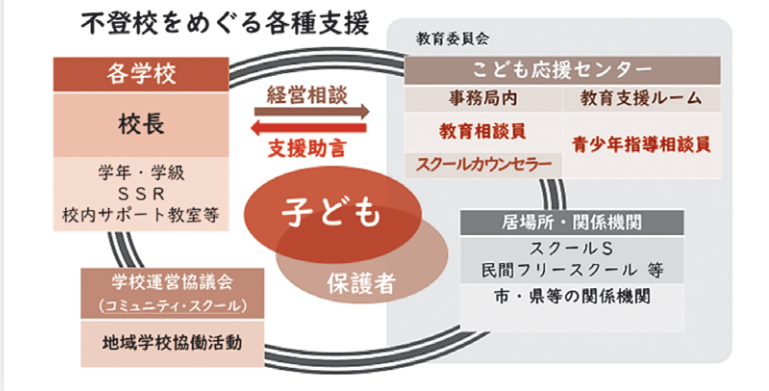 不登校をめぐる各種支援
教育委員会
各学校
校長
学年・学級
ＳＳＲ
校内サポート教室等
経営相談
支援助言
こども応援センター
事務局内
教育支援ルーム
教育相談員
青少年指導相談員
スクールカウンセラー
子ども
保護者
居場所・関係機関
スクールＳ
民間フリースクール 等
市・県等の関係機関
学校運営協議会
（コミュニティ・スクール）
地域学校協働活動